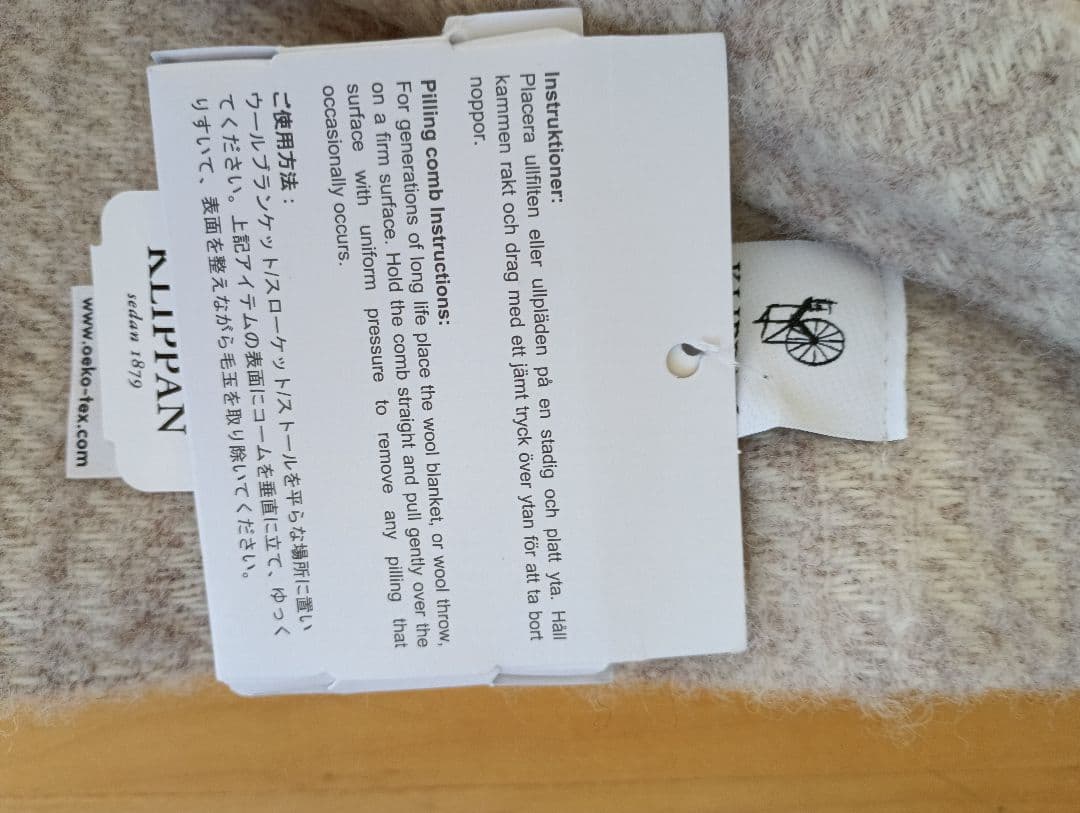 Instruktioner:
Placera ullfilten eller ullpläden på en stadig och platt yta. Håll
kammen rakt och drag med ett jämt tryck över ytan för att ta bort
noppor.
Pilling comb Instructions:
For generations of long life place the wool blanket, or wool throw,
on a firm surface. Hold the comb straight and pull gently over the
surface with uniform pressure to remove any pilling that
occasionally occurs.
ご使用方法：
ウールブランケット/スローケット/ストールを平らな場所に置い
てください。上記アイテムの表面にコームを垂直に立て、ゆっく
りすいて、表面を整えながら毛玉を取り除いてください。
KLIPPAN
sedan 1879
www.oeko-tex.com